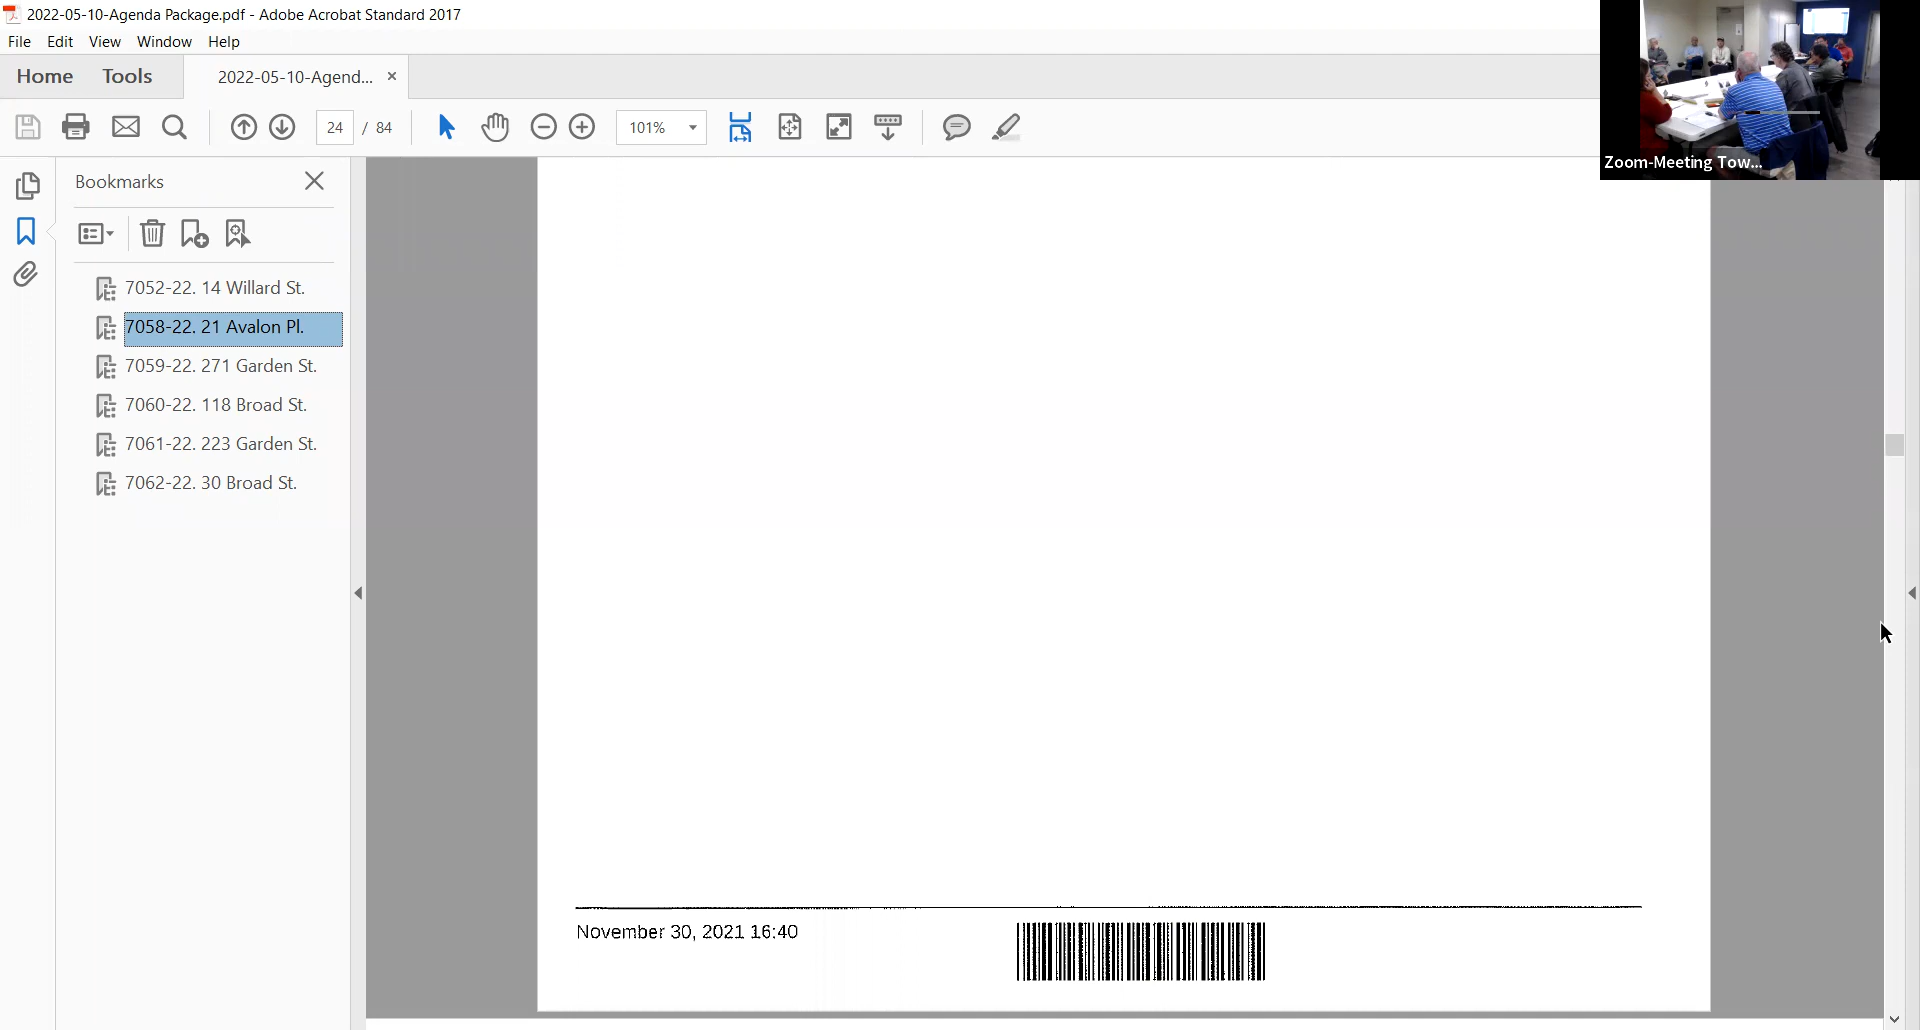 2022-05-10-Agenda Package.pdf - Adobe Acrobat Standard 2017
File Edit View Window Help
Home Tools 2022-05-10-Agend... ×
24 / 84 101%
Zoom-Meeting Tow...
Bookmarks
7052-22. 14 Willard St.
7058-22. 21 Avalon Pl.
7059-22. 271 Garden St.
7060-22. 118 Broad St.
7061-22. 223 Garden St.
7062-22. 30 Broad St.
November 30, 2021 16:40